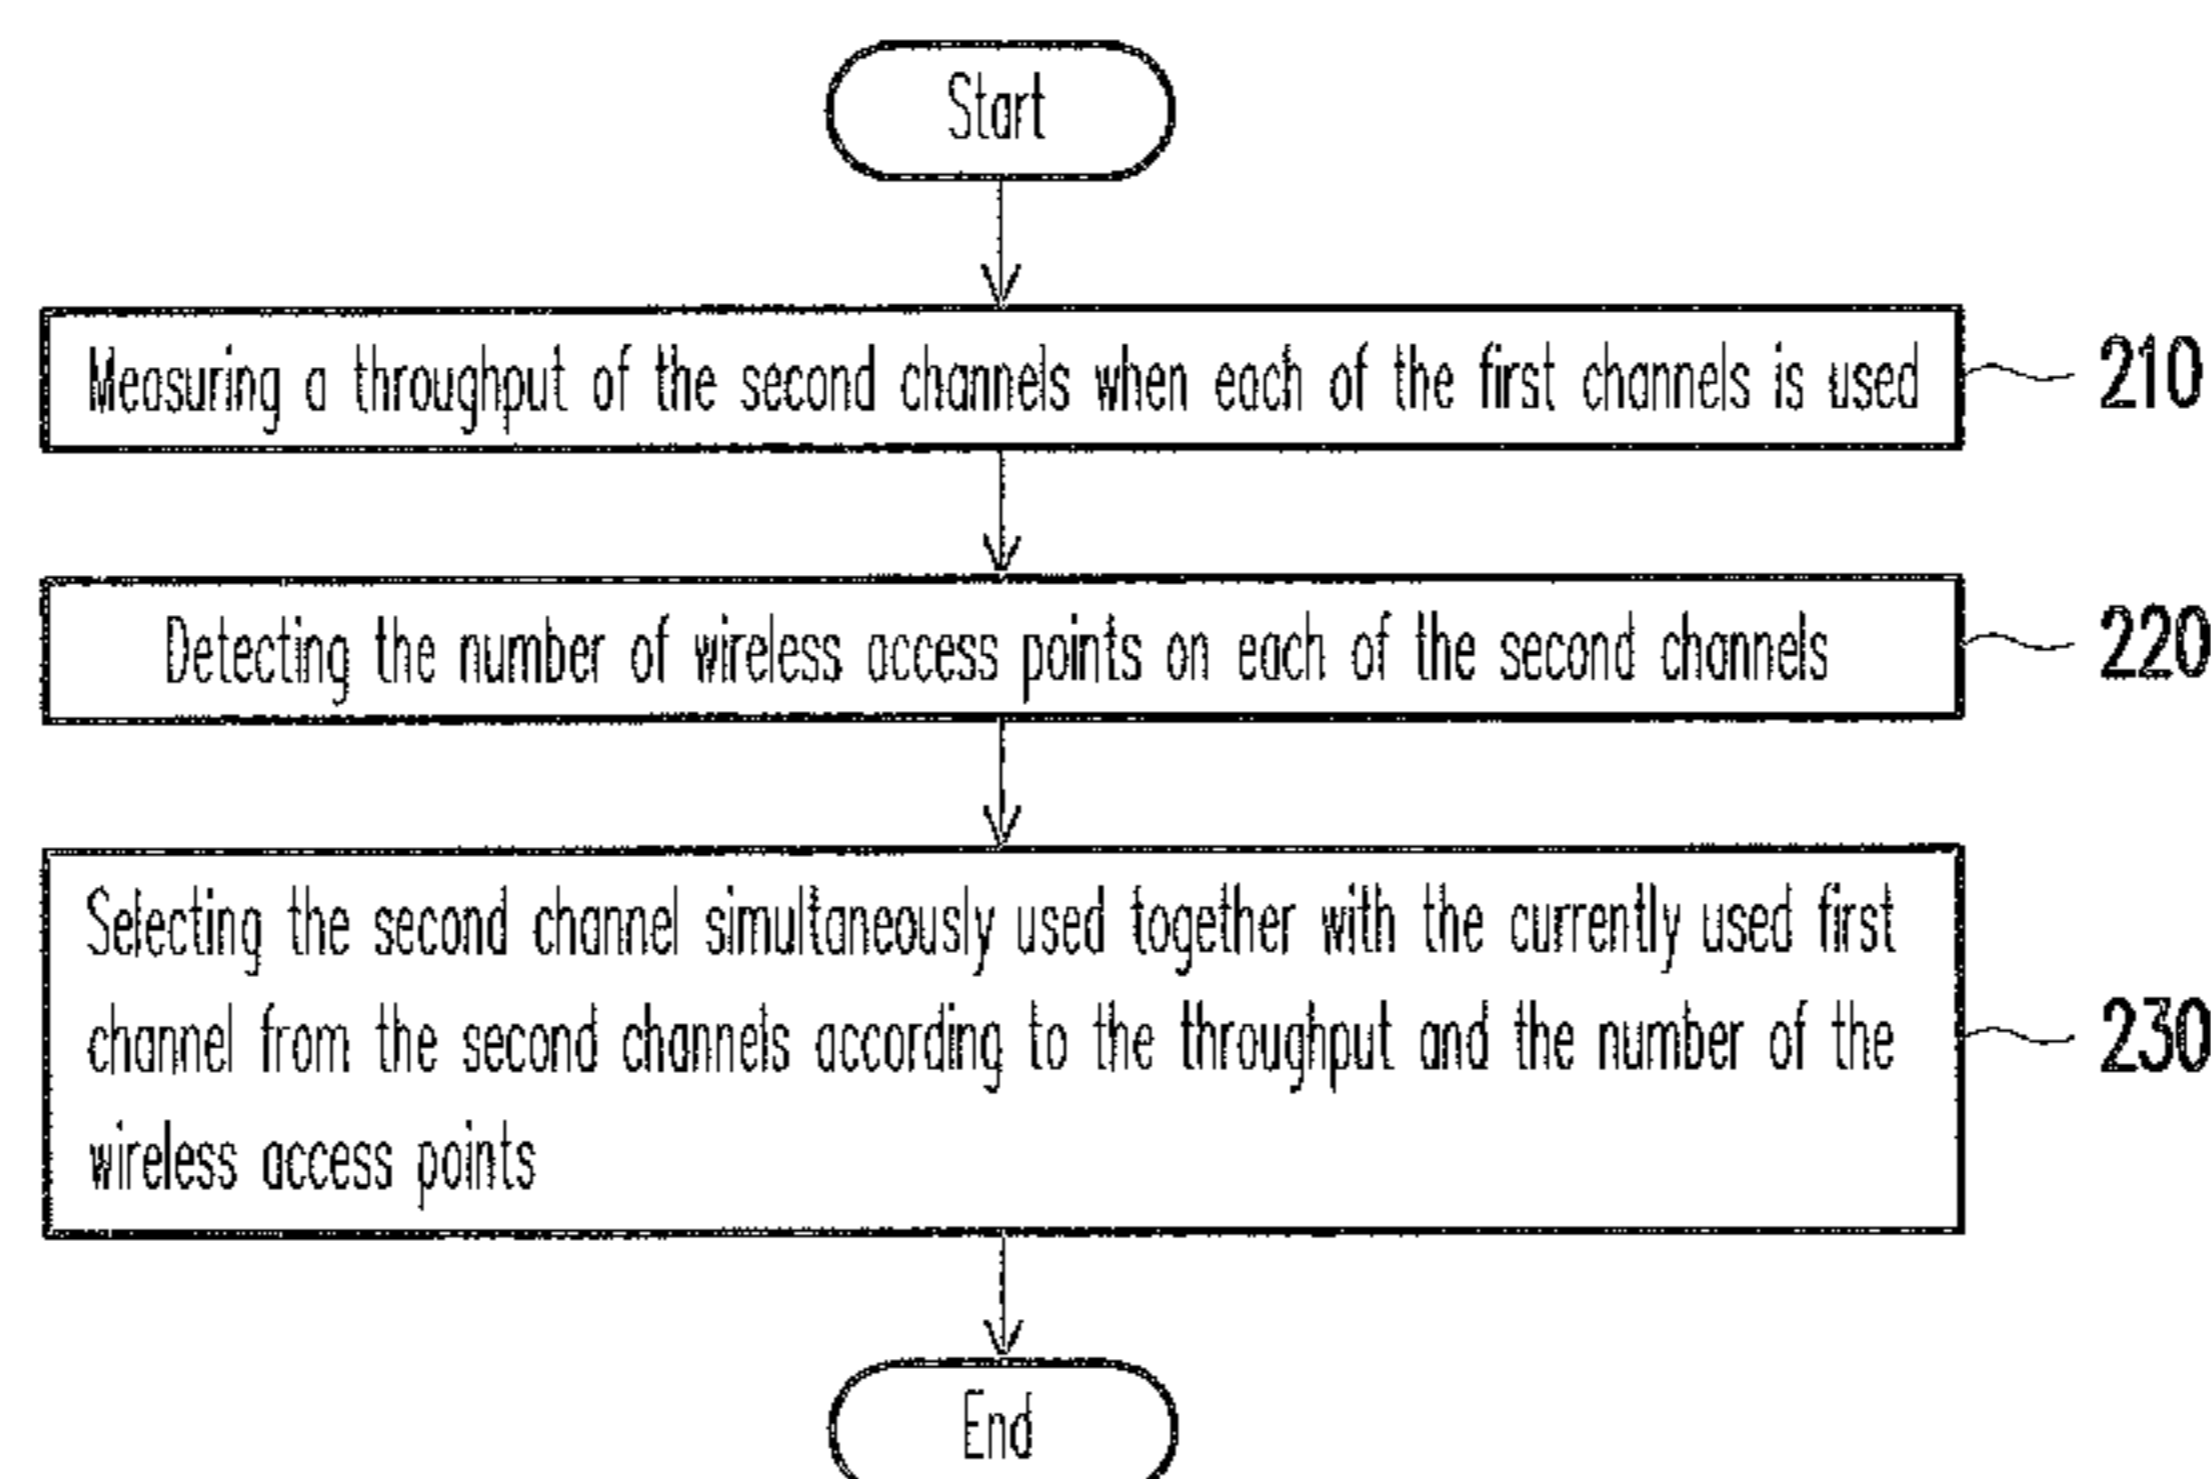 Start
Measuring a throughput of the second channels when each of the first channels is used
210
Detecting the number of wireless access points on each of the second channels
220
Selecting the second channel simultaneously used together with the currently used first
channel from the second channels according to the throughput and the number of the
wireless access points
230
End